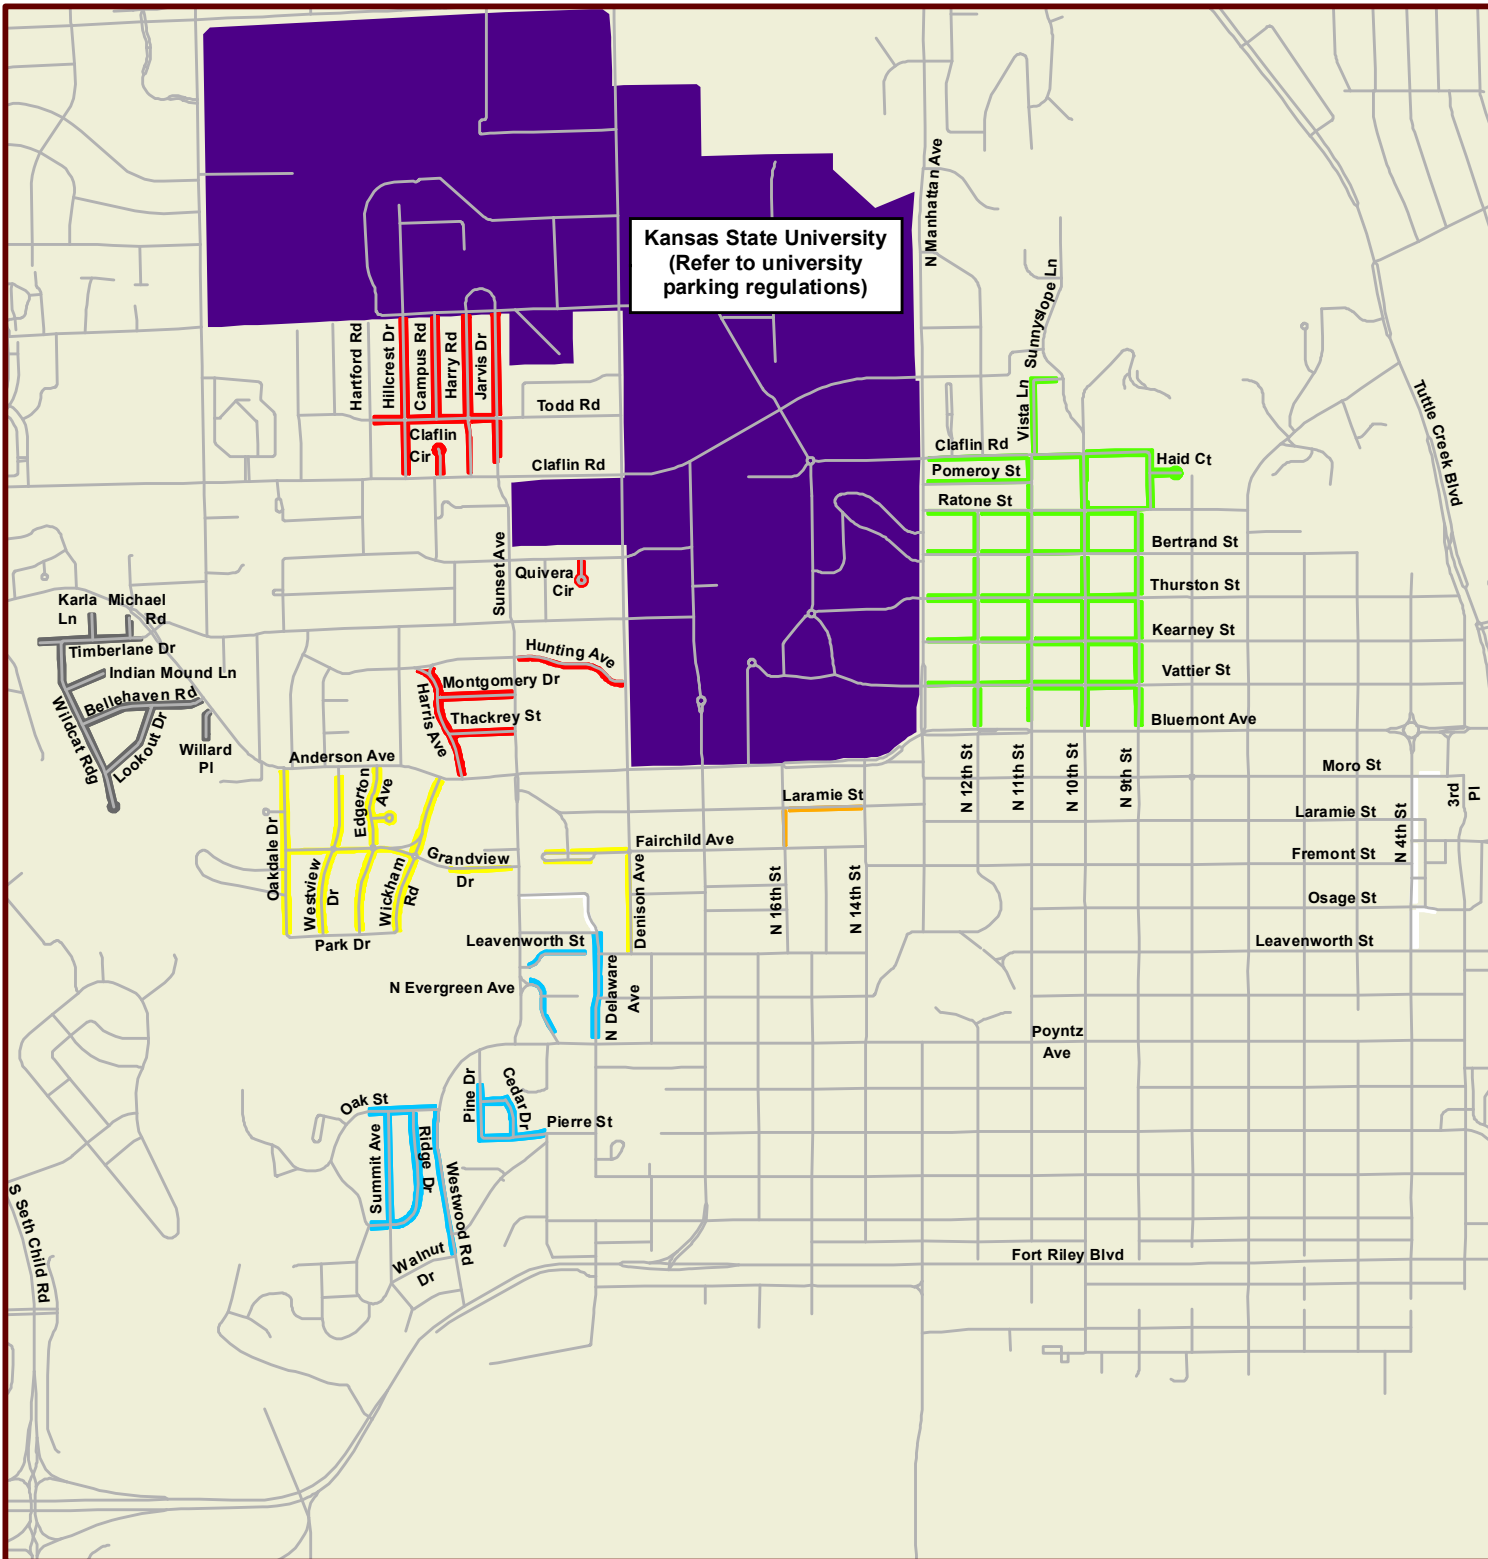 Kansas State University
(Refer to university
parking regulations)
N Manhattan Ave
Sunnyslope Ln
Vista Ln
Tuttle Creek Blvd
Hartford Rd
Hillcrest Dr
Campus Rd
Harry Rd
Jarvis Dr
Todd Rd
Claflin
Cir
Claflin Rd
Claflin Rd
Pomeroy St
Haid Ct
Ratone St
Bertrand St
Thurston St
Kearney St
Vattier St
Bluemont Ave
Sunset Ave
Quivera
Cir
Karla
Ln
Michael
Rd
Timberlane Dr
Indian Mound Ln
Bellehaven Rd
Wildcat Rdg
Lookout Dr
Willard
Pl
Hunting Ave
Montgomery Dr
Harris Ave
Thackrey St
Anderson Ave
Edgerton
Ave
Oakdale Dr
Westview
Dr
Wickham
Rd
Grandview
Dr
Park Dr
Fairchild Ave
Denison Ave
Laramie St
N 16th St
N 14th St
N 12th St
N 11th St
N 10th St
N 9th St
Moro St
3rd
Pl
Laramie St
N 4th St
Fremont St
Osage St
Leavenworth St
Leavenworth St
N Evergreen Ave
N Delaware
Ave
Poyntz
Ave
Pine Dr
Cedar Dr
Pierre St
Oak St
Summit Ave
Ridge Dr
Westwood Rd
Walnut
Dr
S Seth Child Rd
Fort Riley Blvd